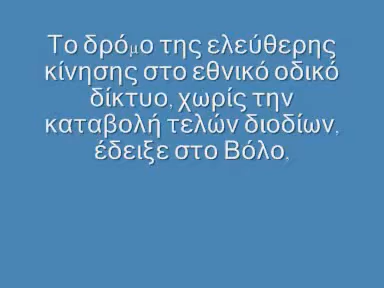 Το δρόμο της ελεύθερης
κίνησης στο εθνικό οδικό
δίκτυο, χωρίς την
καταβολή τελών διοδίων,
έδειξε στο Βόλο,